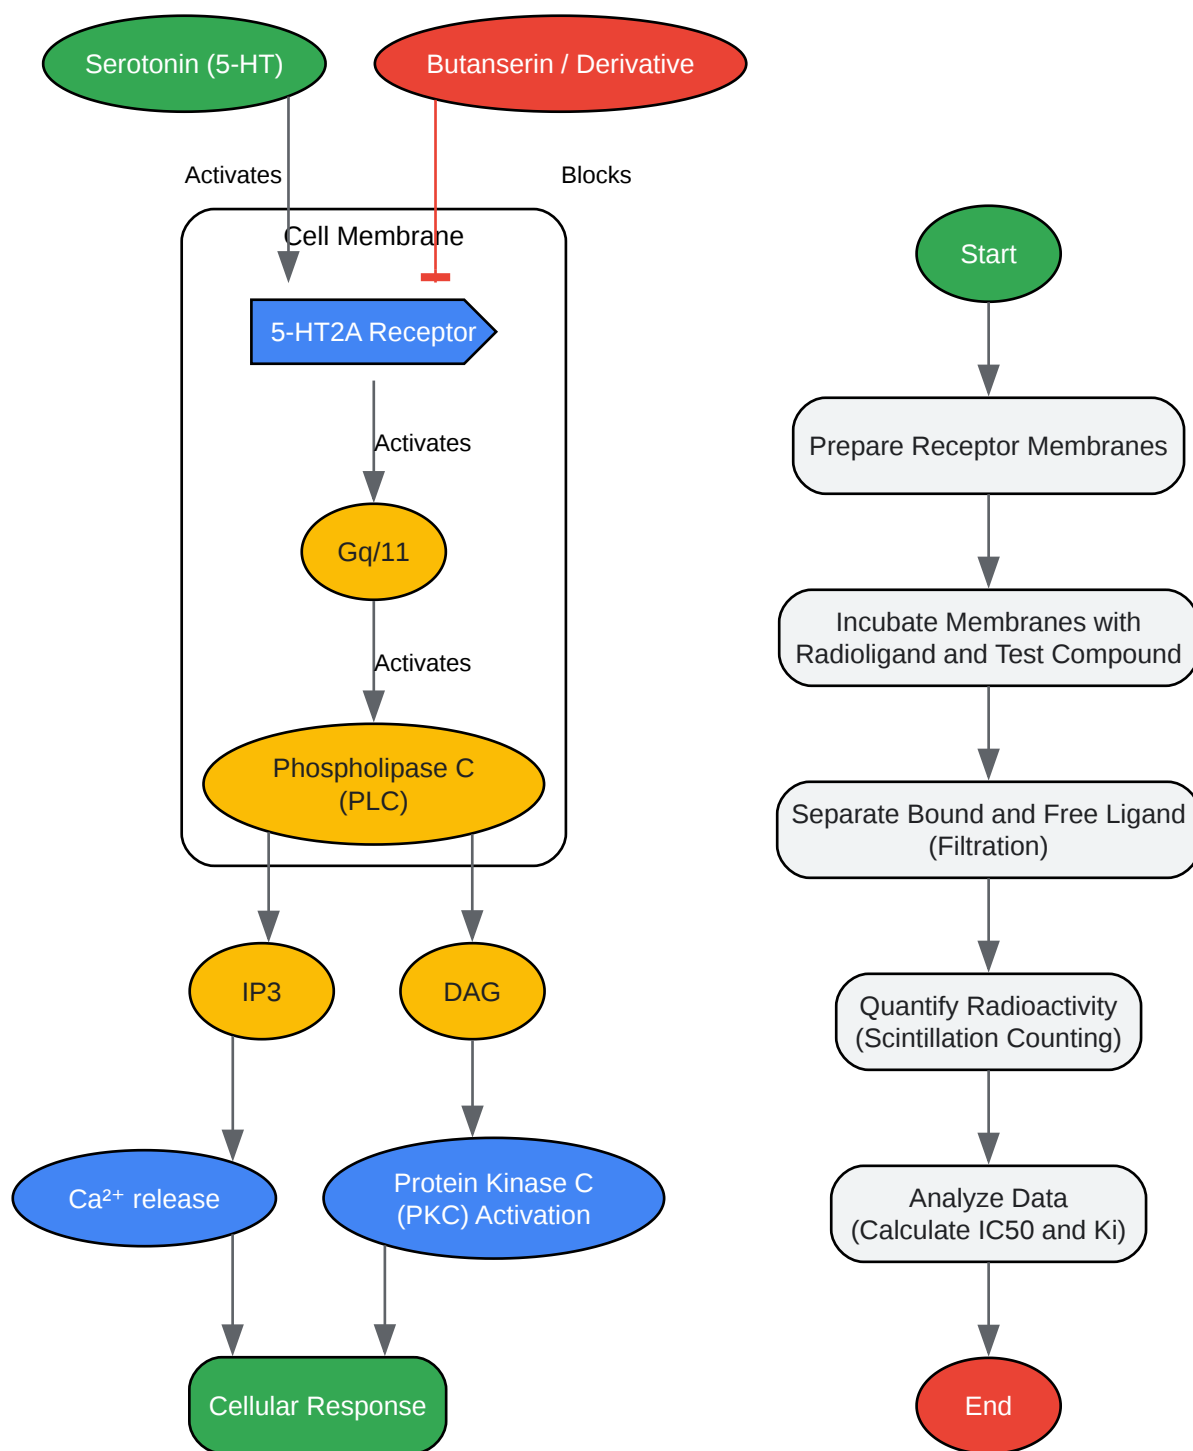 Serotonin (5-HT)
Butanserin / Derivative
Activates
Blocks
Cell Membrane
5-HT2A Receptor
Activates
Gq/11
Activates
Phospholipase C
(PLC)
IP3
DAG
Ca²⁺ release
Protein Kinase C
(PKC) Activation
Cellular Response
Start
Prepare Receptor Membranes
Incubate Membranes with
Radioligand and Test Compound
Separate Bound and Free Ligand
(Filtration)
Quantify Radioactivity
(Scintillation Counting)
Analyze Data
(Calculate IC50 and Ki)
End